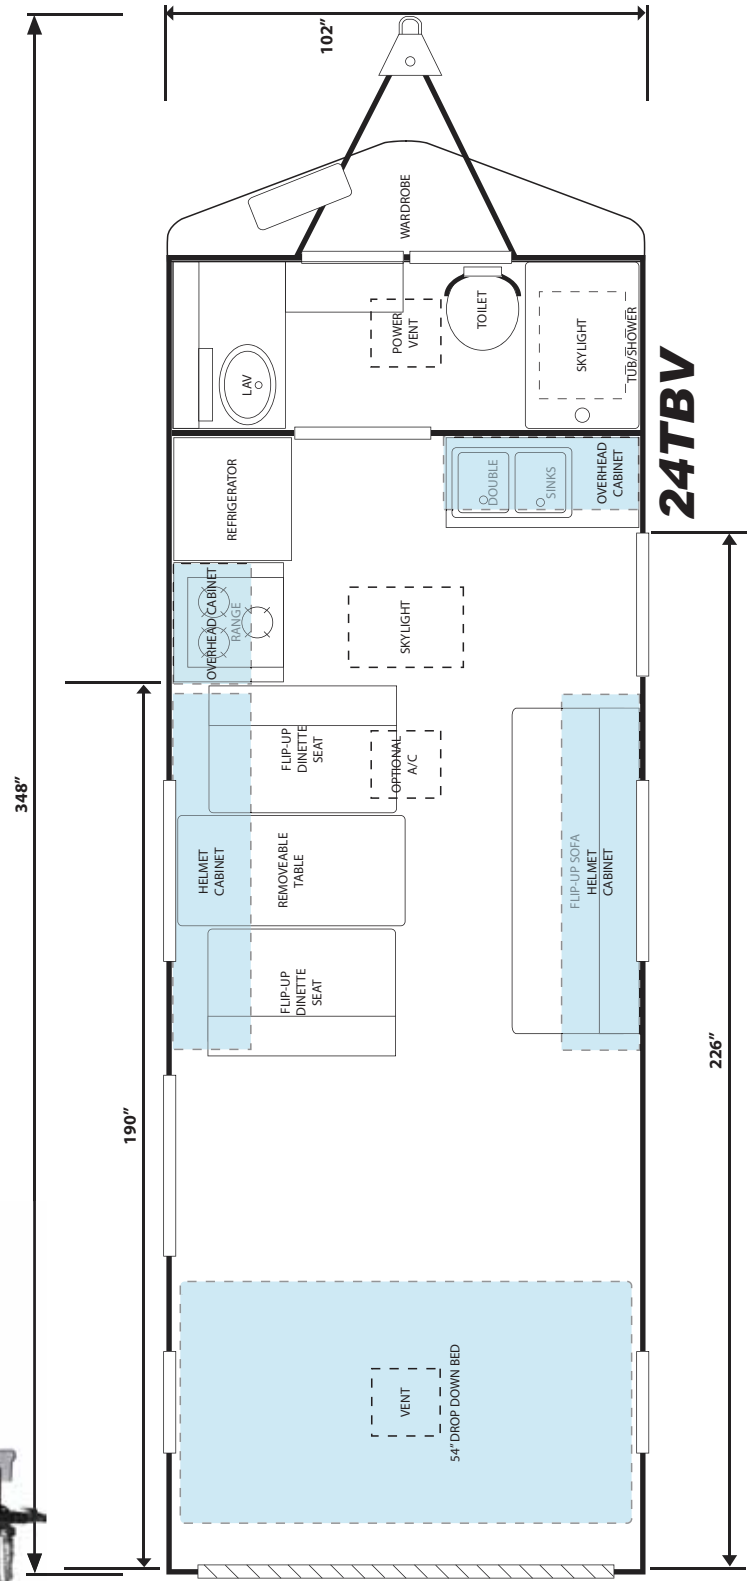 102"
348"
WARDROBE
LAV
POWER
VENT
TOILET
SKYLIGHT
TUB/SHOWER
24TBV
REFRIGERATOR
DOUBLE
SINKS
OVERHEAD
CABINET
OVERHEAD CABINET
RANGE
SKYLIGHT
FLIP-UP
DINETTE
SEAT
OPTIONAL
A/C
HELMET
CABINET
REMOVEABLE
TABLE
FLIP-UP SOFA
HELMET
CABINET
FLIP-UP
DINETTE
SEAT
190"
226"
VENT
54" DROP DOWN BED